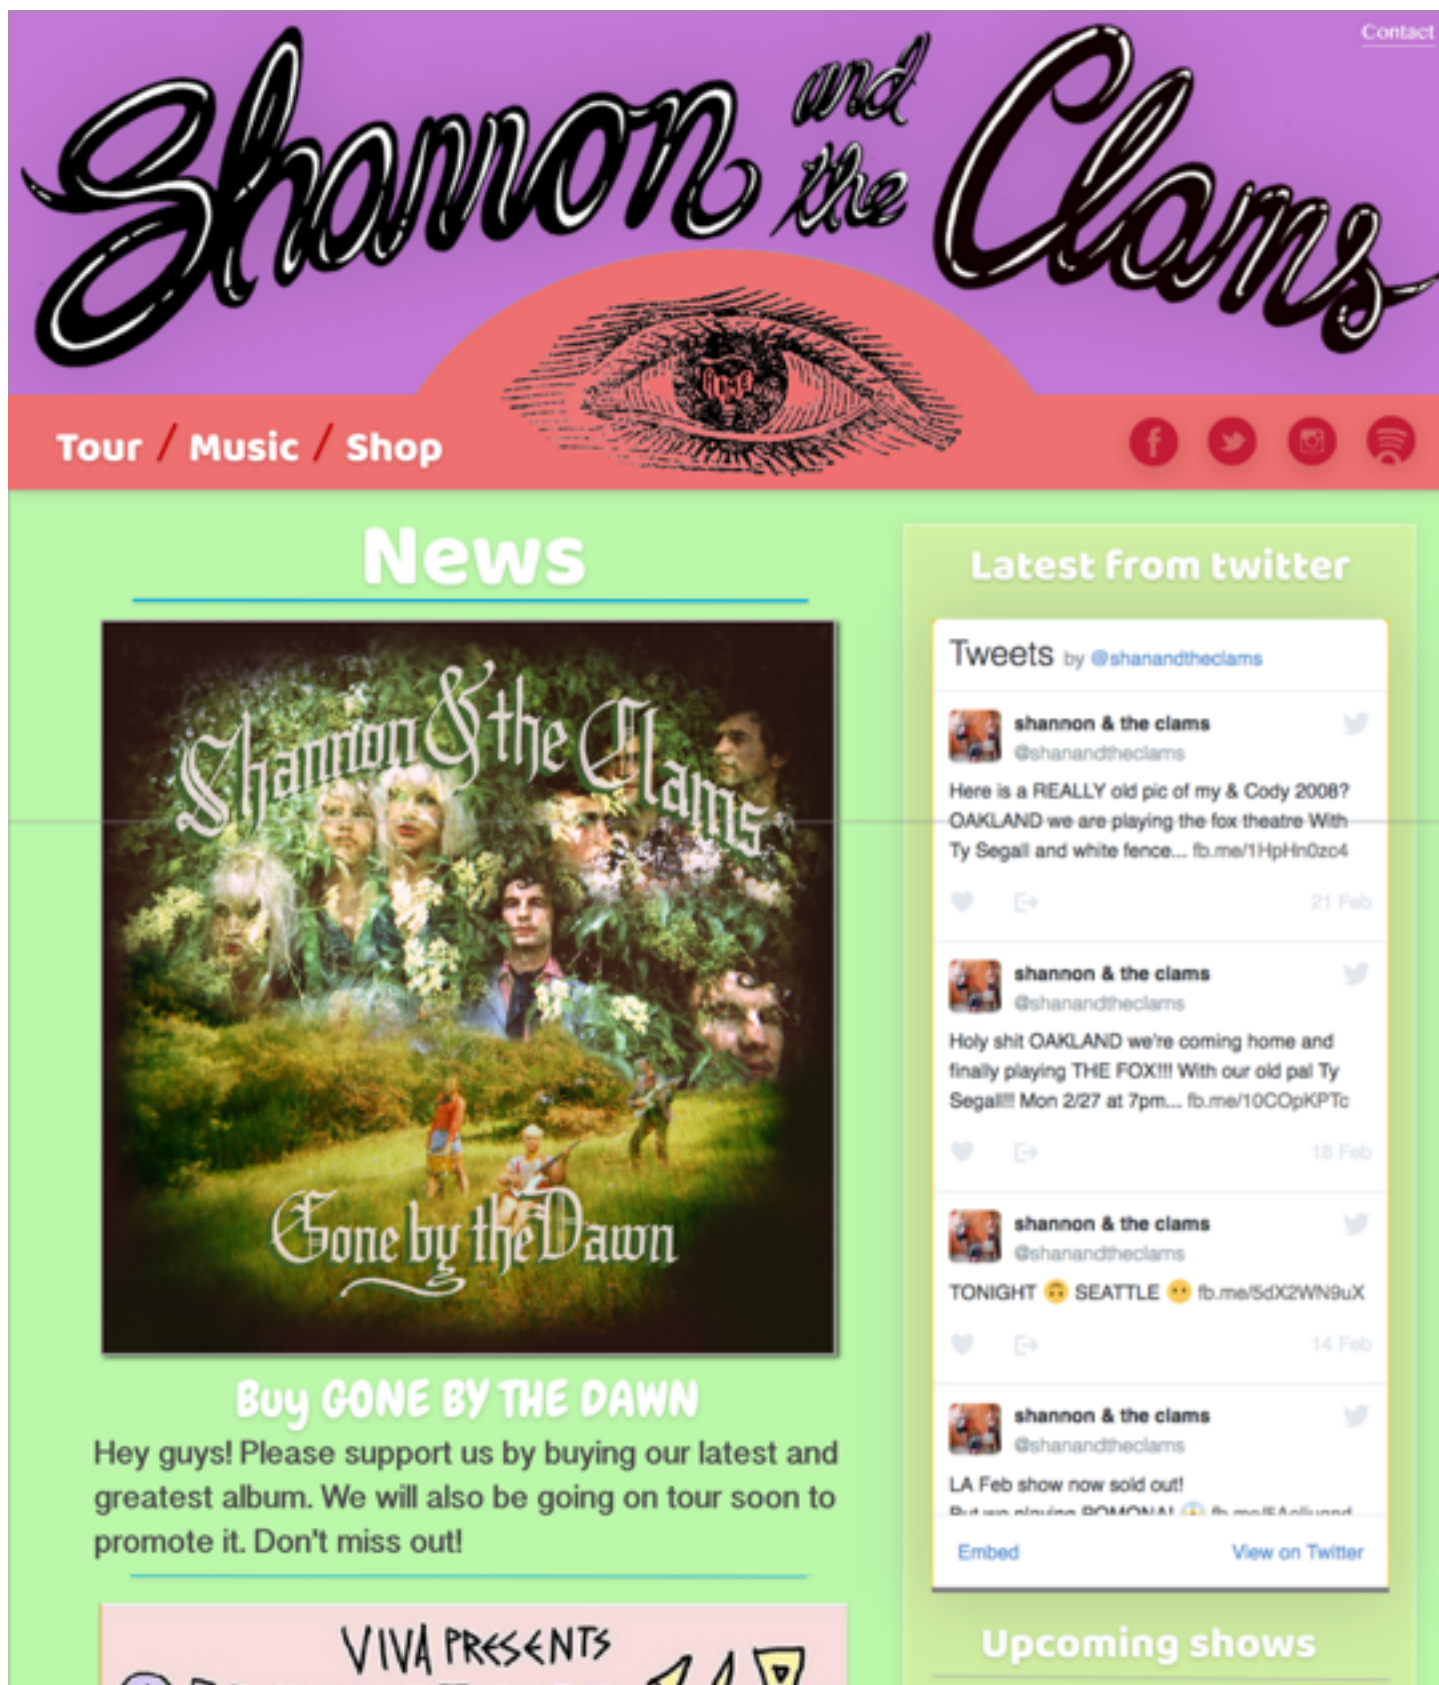 Contact
Shannon and the Clams
Tour / Music / Shop
News
Shannon & the Clams
Gone by the Dawn
Buy GONE BY THE DAWN
Hey guys! Please support us by buying our latest and
greatest album. We will also be going on tour soon to
promote it. Don't miss out!
VIVA PRESENTS
Latest from twitter
Tweets by @shanandtheclams
shannon & the clams
@shanandtheclams
Here is a REALLY old pic of my & Cody 2008?
OAKLAND we are playing the fox theatre With
Ty Segall and white fence... fb.me/1HpHn0zc4
21 Feb
shannon & the clams
@shanandtheclams
Holy shit OAKLAND we're coming home and
finally playing THE FOX!!! With our old pal Ty
Segall!!! Mon 2/27 at 7pm... fb.me/10COpKPTc
18 Feb
shannon & the clams
@shanandtheclams
TONIGHT 🙃 SEATTLE 😶 fb.me/5dX2WN9uX
14 Feb
shannon & the clams
@shanandtheclams
LA Feb show now sold out!
But we playing POMONA!
Embed
View on Twitter
Upcoming shows